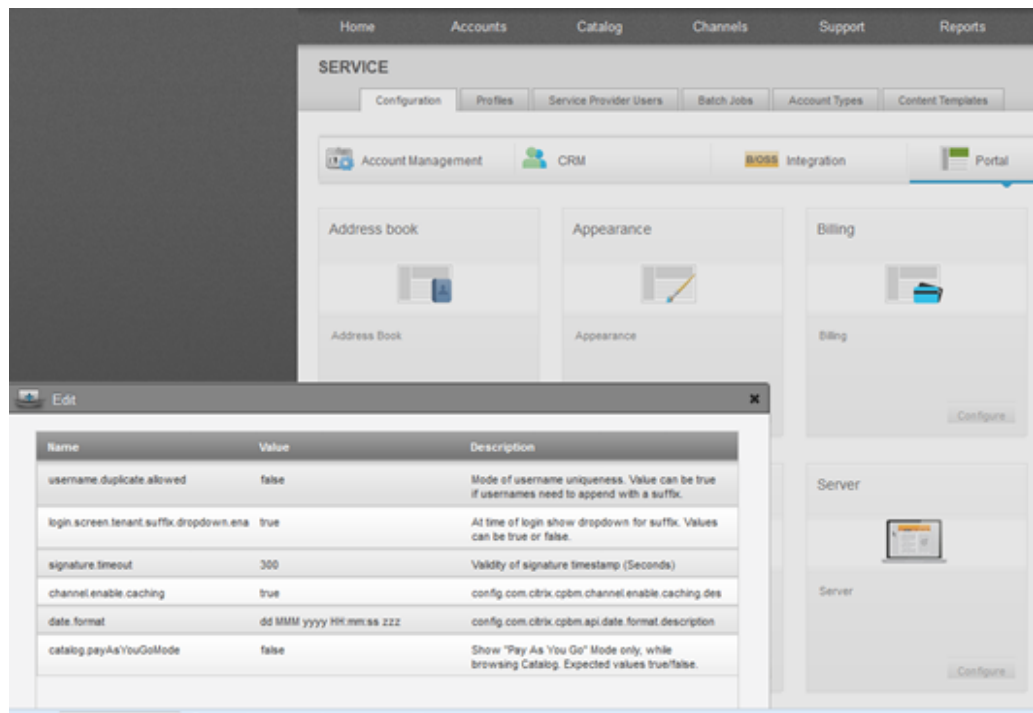 Home Accounts Catalog Channels Support Reports
SERVICE
Configuration Profiles Service Provider Users Batch Jobs Account Types Content Templates
Account Management CRM B/OSS Integration Portal
Address book Appearance Billing
Address Book Appearance Billing
Configure
Edit
Name Value Description
username.duplicate.allowed false Mode of username uniqueness. Value can be true
if usernames need to append with a suffix.
login.screen.tenant.suffix.dropdown.ena true At time of login show dropdown for suffix. Values
can be true or false.
signature.timeout 300 Validity of signature timestamp (Seconds)
channel.enable.caching true config.com.citrix.cpbm.channel.enable.caching.des
date.format dd MMM yyyy HH:mm:ss zzz config.com.citrix.cpbm.api.date.format.description
catalog.payAsYouGoMode false Show "Pay As You Go" Mode only, while
browsing Catalog. Expected values true/false.
Server
Server
Configure